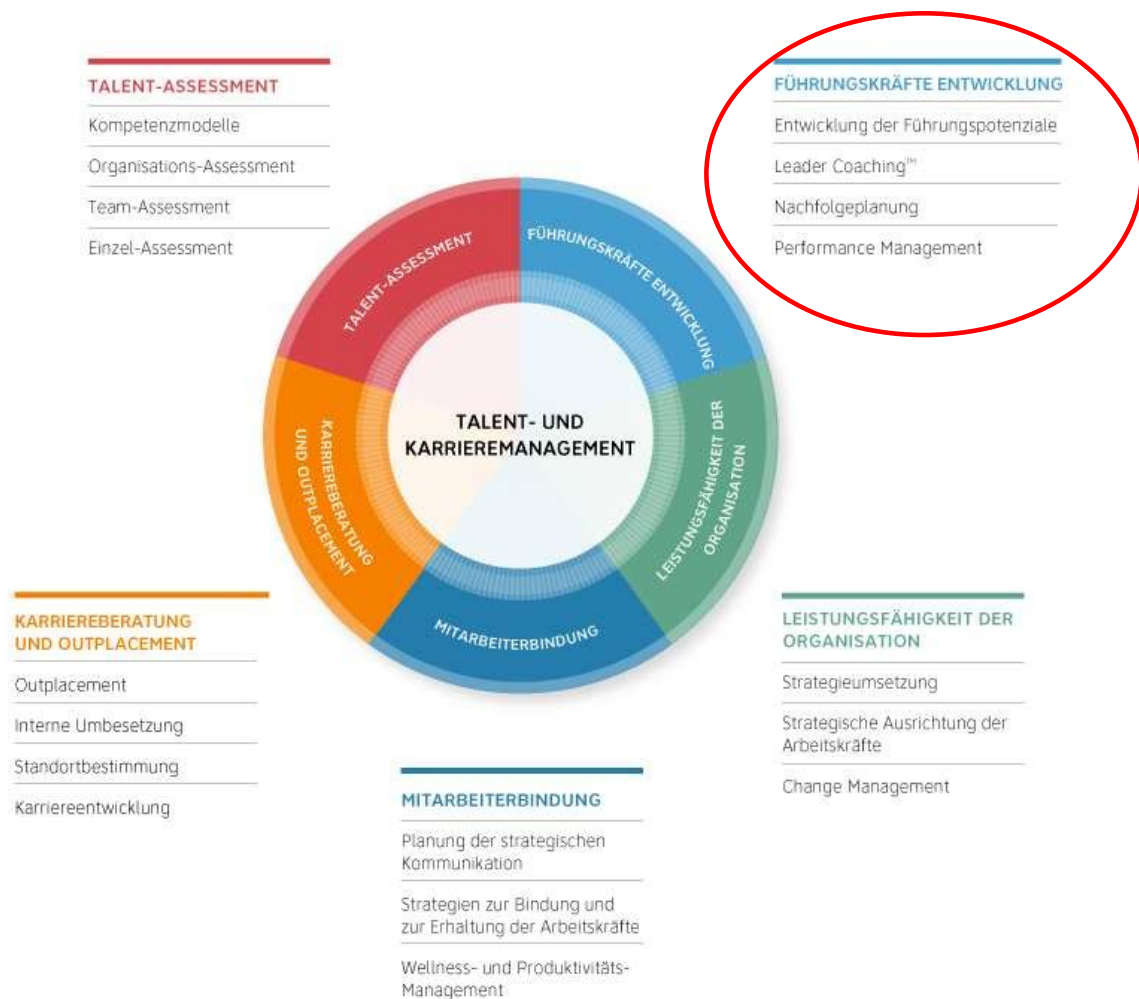 TALENT-ASSESSMENT
Kompetenzmodelle
Organisations-Assessment
Team-Assessment
Einzel-Assessment
FÜHRUNGSKRÄFTE ENTWICKLUNG
Entwicklung der Führungspotenziale
Leader Coaching™
Nachfolgeplanung
Performance Management
TALENT-ASSESSMENT
FÜHRUNGSKRÄFTE ENTWICKLUNG
TALENT- UND
KARRIEREMANAGEMENT
KARRIEREBERATUNG
UND OUTPLACEMENT
LEISTUNGSFÄHIGKEIT DER
ORGANISATION
MITARBEITERBINDUNG
KARRIEREBERATUNG
UND OUTPLACEMENT
Outplacement
Interne Umbesetzung
Standortbestimmung
Karriereentwicklung
LEISTUNGSFÄHIGKEIT DER
ORGANISATION
Strategieumsetzung
Strategische Ausrichtung der
Arbeitskräfte
Change Management
MITARBEITERBINDUNG
Planung der strategischen
Kommunikation
Strategien zur Bindung und
zur Erhaltung der Arbeitskräfte
Wellness- und Produktivitäts-
Management